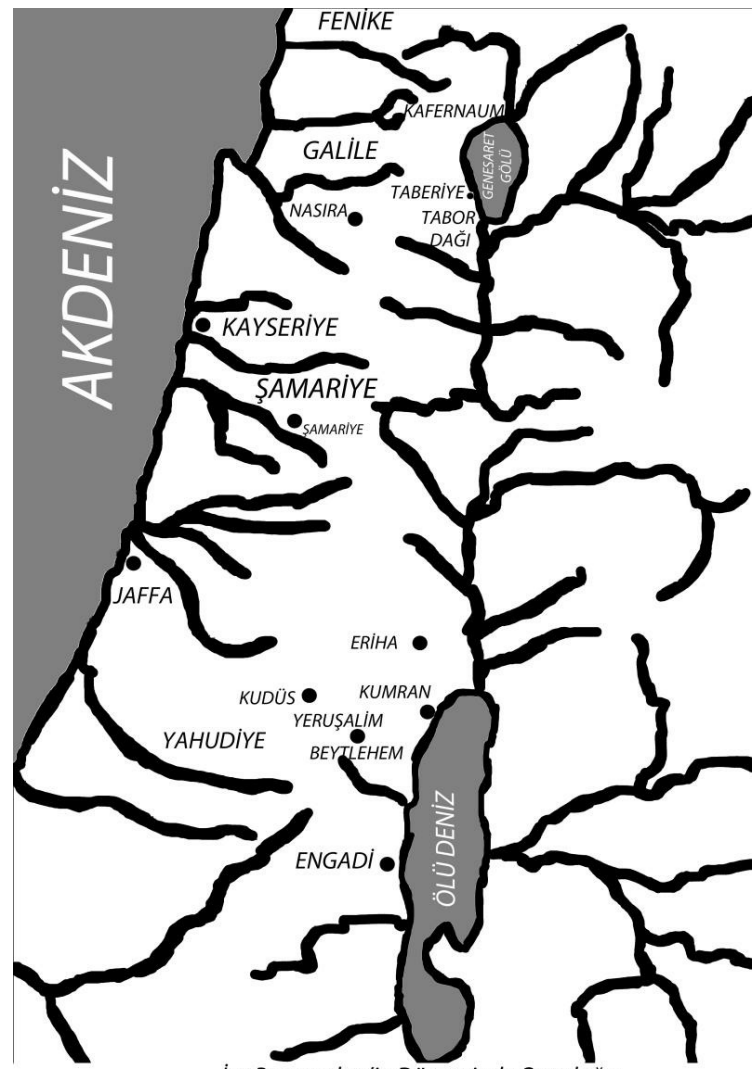 FENİKE
KAFERNAUM
GALİLE
GENESARET
GÖLÜ
TABERİYE
NASIRA
TABOR
DAĞI
AKDENİZ
KAYSERİYE
ŞAMARİYE
ŞAMARİYE
JAFFA
ERİHA
KUDÜS
KUMRAN
YERUŞALİM
YAHUDİYE
BEYTLEHEM
ENGADİ
ÖLÜ DENİZ